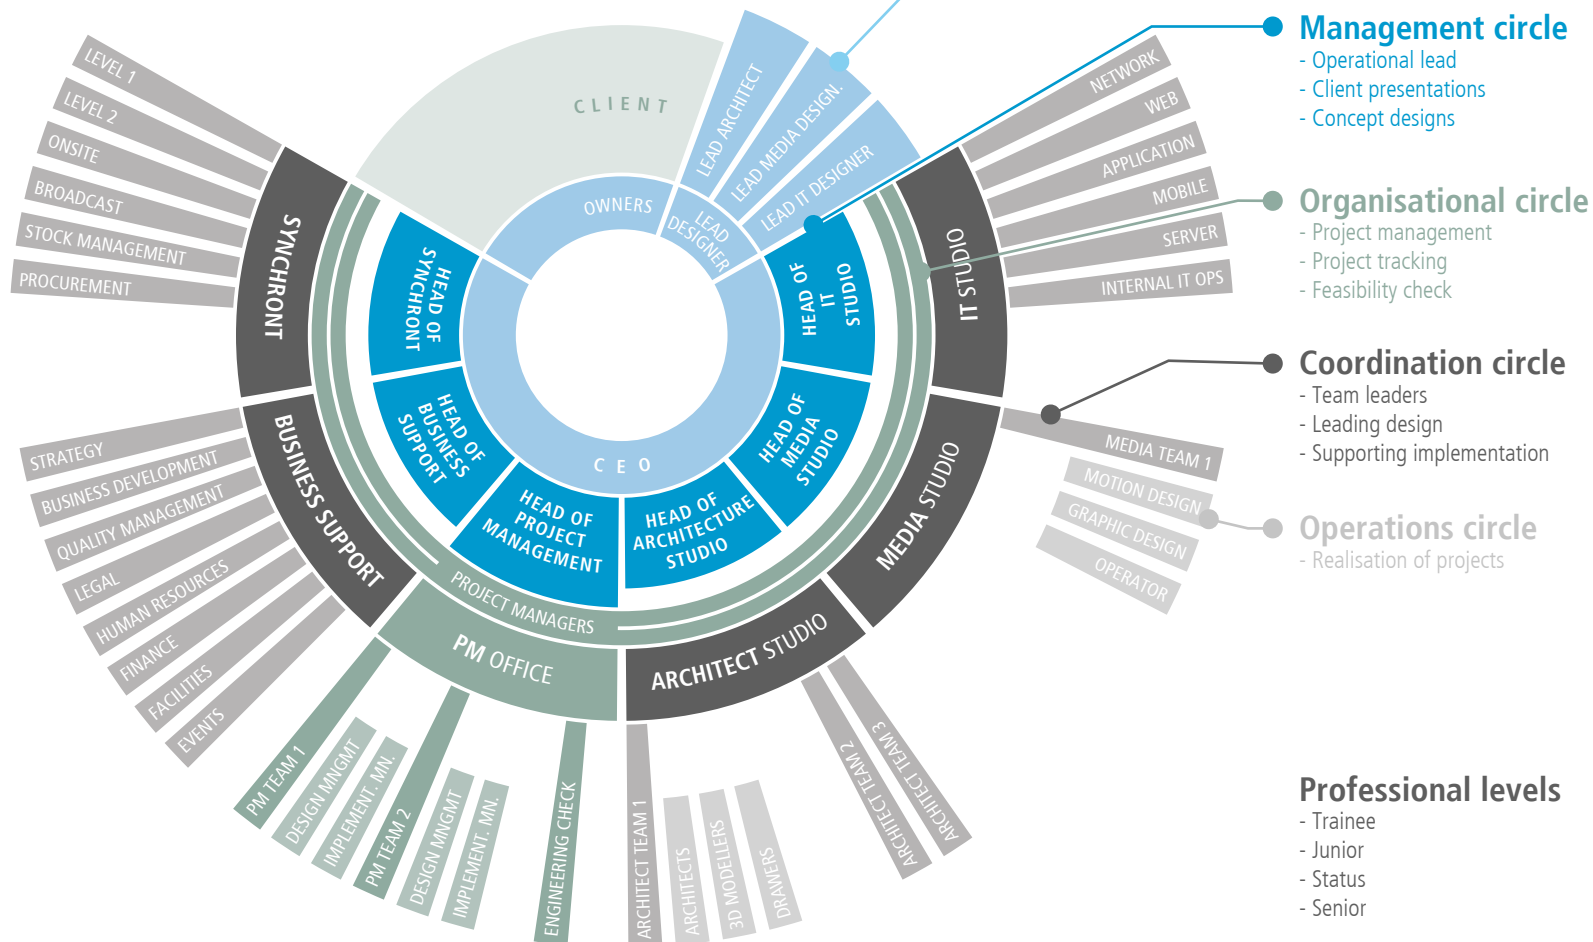 LEVEL 1
LEVEL 2
ONSITE
BROADCAST
STOCK MANAGEMENT
PROCUREMENT
SYNCHRONT
CLIENT
LEAD ARCHITECT
LEAD MEDIA DESIGN.
LEAD IT DESIGNER
OWNERS
LEAD
DESIGNER
CEO
HEAD OF
SYNCHRONT
HEAD OF
BUSINESS
SUPPORT
HEAD OF
PROJECT
MANAGEMENT
HEAD OF
ARCHITECTURE
STUDIO
HEAD OF
MEDIA
STUDIO
HEAD OF
IT
STUDIO
PROJECT MANAGERS
IT STUDIO
NETWORK
WEB
APPLICATION
MOBILE
SERVER
INTERNAL IT OPS
MEDIA STUDIO
MEDIA TEAM 1
MOTION DESIGN
GRAPHIC DESIGN
OPERATOR
BUSINESS SUPPORT
STRATEGY
BUSINESS DEVELOPMENT
QUALITY MANAGEMENT
LEGAL
HUMAN RESOURCES
FINANCE
FACILITIES
EVENTS
PM OFFICE
PM TEAM 1
DESIGN MNGMT
IMPLEMENT. MN.
PM TEAM 2
DESIGN MNGMT
IMPLEMENT. MN.
ENGINEERING CHECK
ARCHITECT STUDIO
ARCHITECT TEAM 1
ARCHITECTS
3D MODELLERS
DRAWERS
ARCHITECT TEAM 2
ARCHITECT TEAM 3
Management circle
- Operational lead
- Client presentations
- Concept designs
Organisational circle
- Project management
- Project tracking
- Feasibility check
Coordination circle
- Team leaders
- Leading design
- Supporting implementation
Operations circle
- Realisation of projects
Professional levels
- Trainee
- Junior
- Status
- Senior